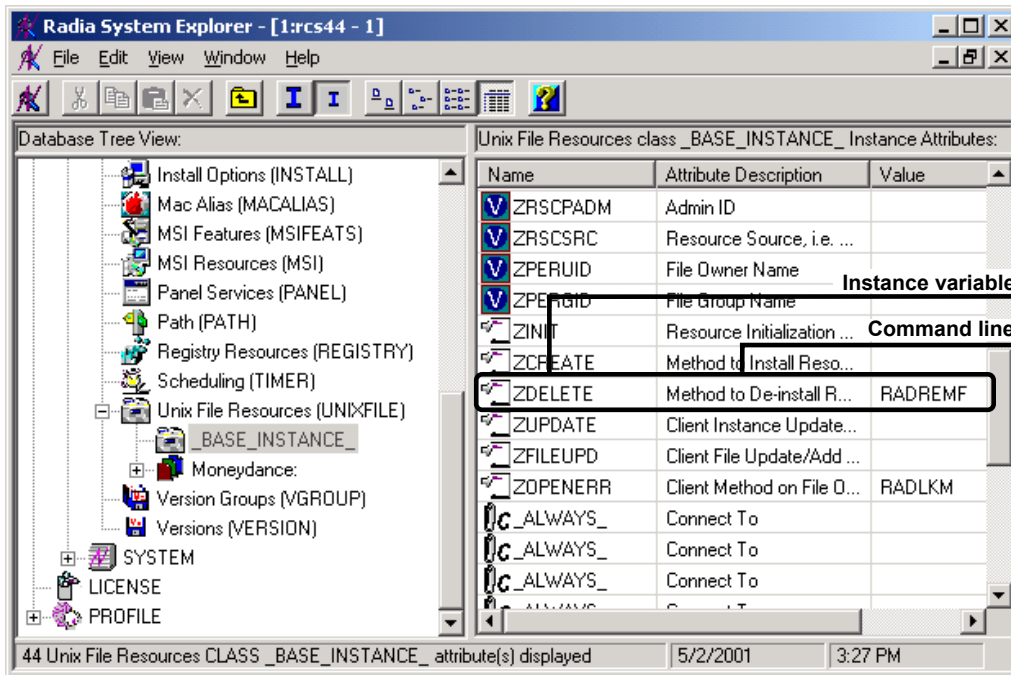 Radia System Explorer - [1:rcs44 - 1]
File Edit View Window Help
Database Tree View:
Install Options (INSTALL)
Mac Alias (MACALIAS)
MSI Features (MSIFEATS)
MSI Resources (MSI)
Panel Services (PANEL)
Path (PATH)
Registry Resources (REGISTRY)
Scheduling (TIMER)
Unix File Resources (UNIXFILE)
_BASE_INSTANCE_
Moneydance:
Version Groups (VGROUP)
Versions (VERSION)
SYSTEM
LICENSE
PROFILE
Unix File Resources class _BASE_INSTANCE_ Instance Attributes:
Name Attribute Description Value
ZRSCPADM Admin ID
ZRSCSRC Resource Source, i.e. ...
ZPERUID File Owner Name
Instance variable
ZPERGID File Group Name
ZINIT Resource Initialization ...
Command line
ZCREATE Method to Install Reso...
ZDELETE Method to De-install R... RADREMF
ZUPDATE Client Instance Update...
ZFILEUPD Client File Update/Add ...
ZOPENERR Client Method on File O... RADLKM
_ALWAYS_ Connect To
_ALWAYS_ Connect To
_ALWAYS_ Connect To
44 Unix File Resources CLASS _BASE_INSTANCE_ attribute(s) displayed 5/2/2001 3:27 PM